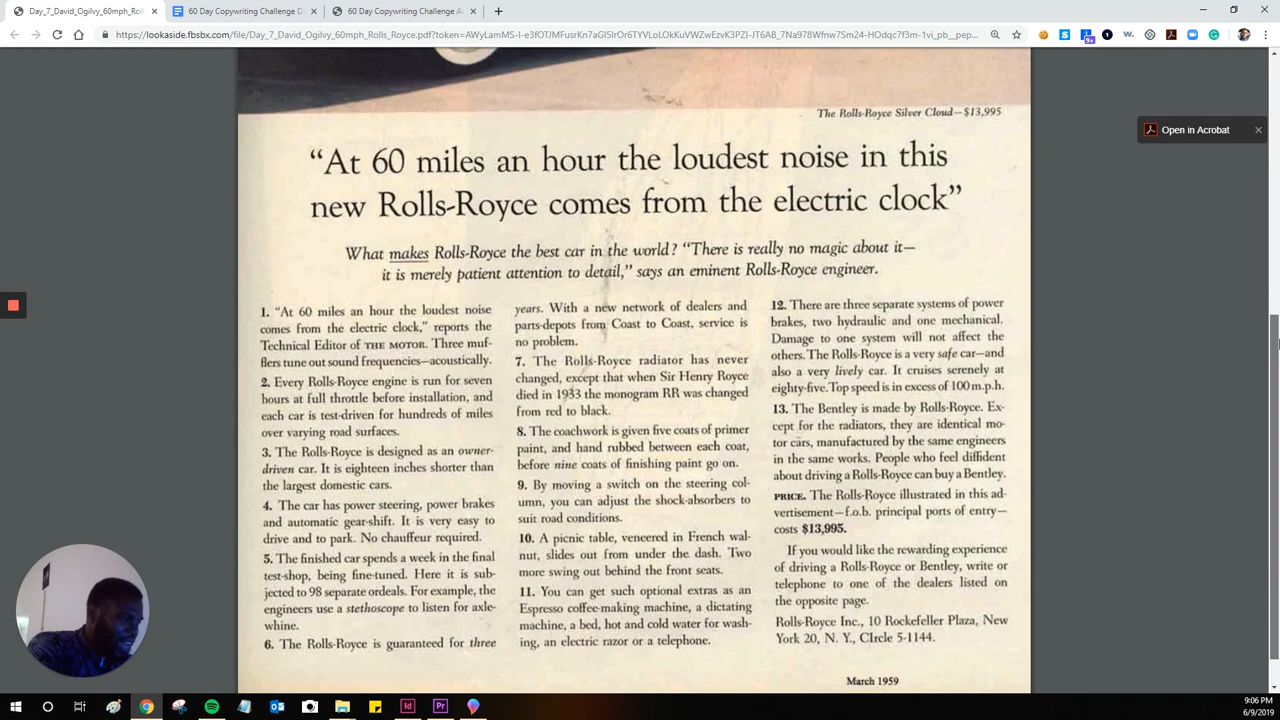 Day_7_David_Ogilvy_60mph_Rolls_Royce.pdf
60 Day Copywriting Challenge D
60 Day Copywriting Challenge A
https://lookaside.fbsbx.com/file/Day_7_David_Ogilvy_60mph_Rolls_Royce.pdf
Open in Acrobat
The Rolls-Royce Silver Cloud—$13,995
“At 60 miles an hour the loudest noise in this
new Rolls-Royce comes from the electric clock”
What makes Rolls-Royce the best car in the world? “There is really no magic about it—
it is merely patient attention to detail,” says an eminent Rolls-Royce engineer.
1. “At 60 miles an hour the loudest noise
comes from the electric clock,” reports the
Technical Editor of THE MOTOR. Three muf-
flers tune out sound frequencies—acoustically.
2. Every Rolls-Royce engine is run for seven
hours at full throttle before installation, and
each car is test-driven for hundreds of miles
over varying road surfaces.
3. The Rolls-Royce is designed as an owner-
driven car. It is eighteen inches shorter than
the largest domestic cars.
4. The car has power steering, power brakes
and automatic gear-shift. It is very easy to
drive and to park. No chauffeur required.
5. The finished car spends a week in the final
test-shop, being fine-tuned. Here it is sub-
jected to 98 separate ordeals. For example, the
engineers use a stethoscope to listen for axle-
whine.
6. The Rolls-Royce is guaranteed for three
years. With a new network of dealers and
parts-depots from Coast to Coast, service is
no problem.
7. The Rolls-Royce radiator has never
changed, except that when Sir Henry Royce
died in 1933 the monogram RR was changed
from red to black.
8. The coachwork is given five coats of primer
paint, and hand rubbed between each coat,
before nine coats of finishing paint go on.
9. By moving a switch on the steering col-
umn, you can adjust the shock-absorbers to
suit road conditions.
10. A picnic table, veneered in French wal-
nut, slides out from under the dash. Two
more swing out behind the front seats.
11. You can get such optional extras as an
Espresso coffee-making machine, a dictating
machine, a bed, hot and cold water for wash-
ing, an electric razor or a telephone.
12. There are three separate systems of power
brakes, two hydraulic and one mechanical.
Damage to one system will not affect the
others. The Rolls-Royce is a very safe car—and
also a very lively car. It cruises serenely at
eighty-five. Top speed is in excess of 100 m.p.h.
13. The Bentley is made by Rolls-Royce. Ex-
cept for the radiators, they are identical mo-
tor cars, manufactured by the same engineers
in the same works. People who feel diffident
about driving a Rolls-Royce can buy a Bentley.
PRICE. The Rolls-Royce illustrated in this ad-
vertisement—f.o.b. principal ports of entry—
costs $13,995.
If you would like the rewarding experience
of driving a Rolls-Royce or Bentley, write or
telephone to one of the dealers listed on
the opposite page.
Rolls-Royce Inc., 10 Rockefeller Plaza, New
York 20, N. Y., CIrcle 5-1144.
March 1959
9:06 PM
6/9/2019